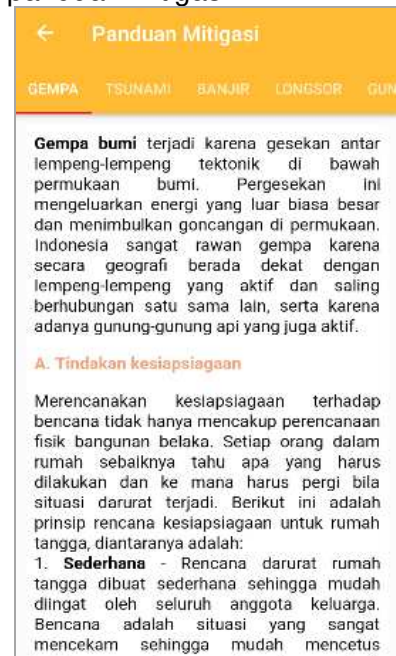 Panduan Mitigasi
GEMPA TSUNAMI BANJIR LONGSOR GUN
Gempa bumi terjadi karena gesekan antar
lempeng-lempeng tektonik di bawah
permukaan bumi. Pergesekan ini
mengeluarkan energi yang luar biasa besar
dan menimbulkan goncangan di permukaan.
Indonesia sangat rawan gempa karena
secara geografi berada dekat dengan
lempeng-lempeng yang aktif dan saling
berhubungan satu sama lain, serta karena
adanya gunung-gunung api yang juga aktif.
A. Tindakan kesiapsiagaan
Merencanakan kesiapsiagaan terhadap
bencana tidak hanya mencakup perencanaan
fisik bangunan belaka. Setiap orang dalam
rumah sebaiknya tahu apa yang harus
dilakukan dan ke mana harus pergi bila
situasi darurat terjadi. Berikut ini adalah
prinsip rencana kesiapsiagaan untuk rumah
tangga, diantaranya adalah:
1. Sederhana - Rencana darurat rumah
tangga dibuat sederhana sehingga mudah
diingat oleh seluruh anggota keluarga.
Bencana adalah situasi yang sangat
mencekam sehingga mudah mencetus